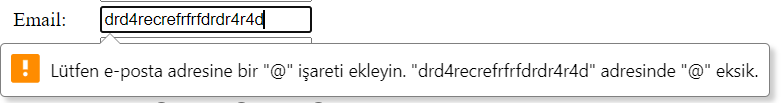 Email: drd4recrefrfrfdrdr4r4d
Lütfen e-posta adresine bir "@" işareti ekleyin. "drd4recrefrfrfdrdr4r4d" adresinde "@" eksik.